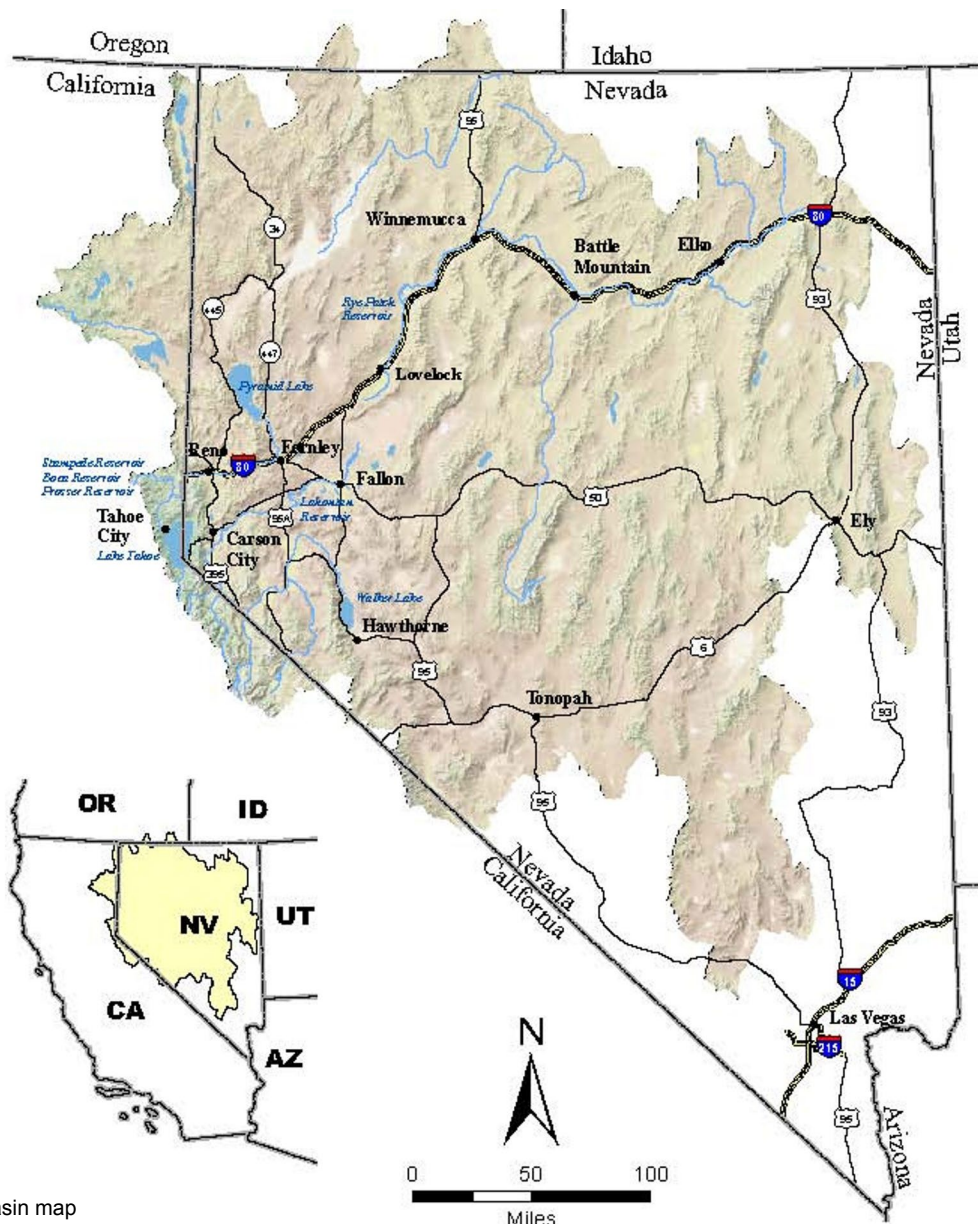 Oregon
Idaho
California
Nevada
95
Winnemucca
34
Battle
Mountain
Elko
80
93
Nevada
Utah
445
Rye Patch
Reservoir
447
Pyramid Lake
Lovelock
Reno
80
Fernley
Stampede Reservoir
Boca Reservoir
Prosser Reservoir
Fallon
50
Lahontan
Reservoir
95A
Tahoe
City
Lake Tahoe
Carson
City
395
Ely
Walker Lake
Hawthorne
95
6
Tonopah
93
95
OR
ID
NV
UT
CA
AZ
Nevada
California
15
Las Vegas
215
95
Arizona
N
0
50
100
Miles
asin map